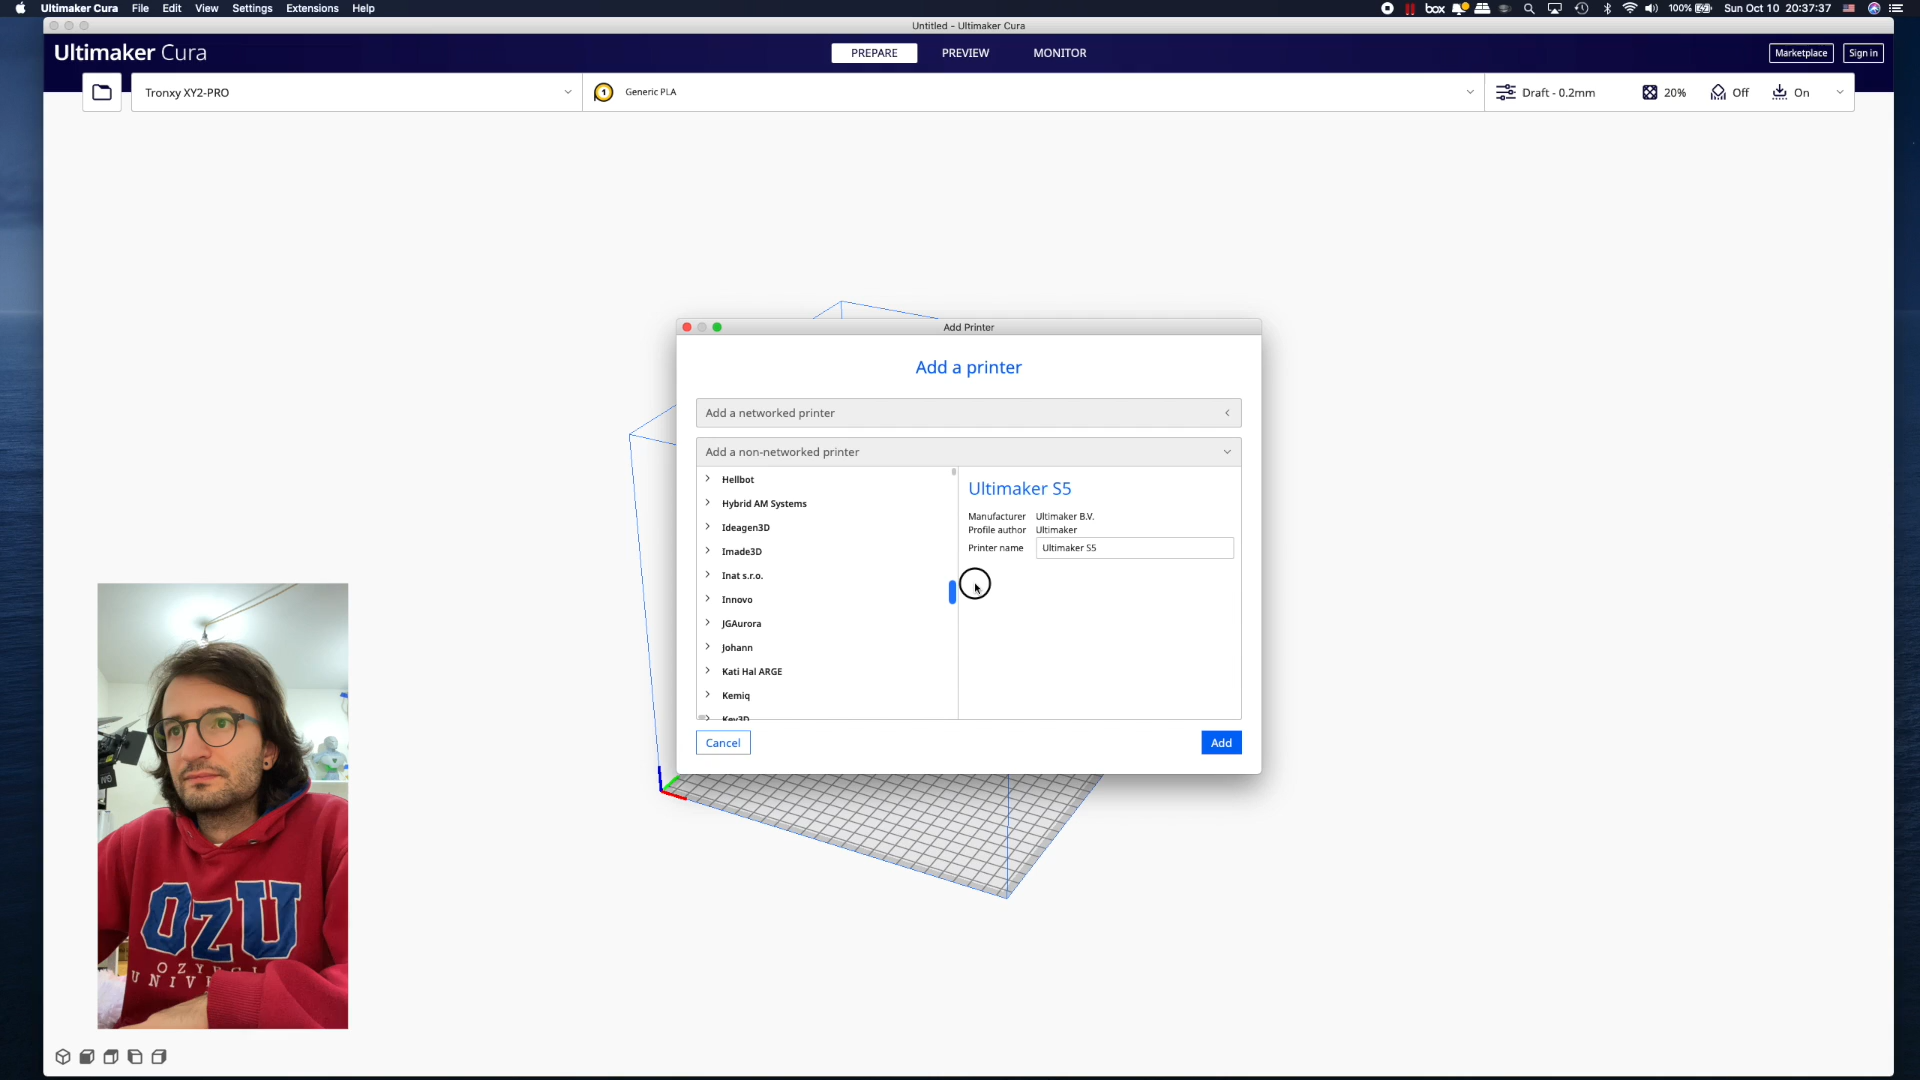 Ultimaker Cura File Edit View Settings Extensions Help
box 100% Sun Oct 10 20:37:37
Untitled - Ultimaker Cura
Ultimaker Cura
PREPARE PREVIEW MONITOR
Marketplace Sign in
Tronxy XY2-PRO
1 Generic PLA
Draft - 0.2mm 20% Off On
Add Printer
Add a printer
Add a networked printer
Add a non-networked printer
Hellbot
Hybrid AM Systems
Ideagen3D
Imade3D
Inat s.r.o.
Innovo
JGAurora
Johann
Kati Hal ARGE
Kemiq
Key3D
Ultimaker S5
Manufacturer Ultimaker B.V.
Profile author Ultimaker
Printer name Ultimaker S5
Cancel Add
OZU
UNIV